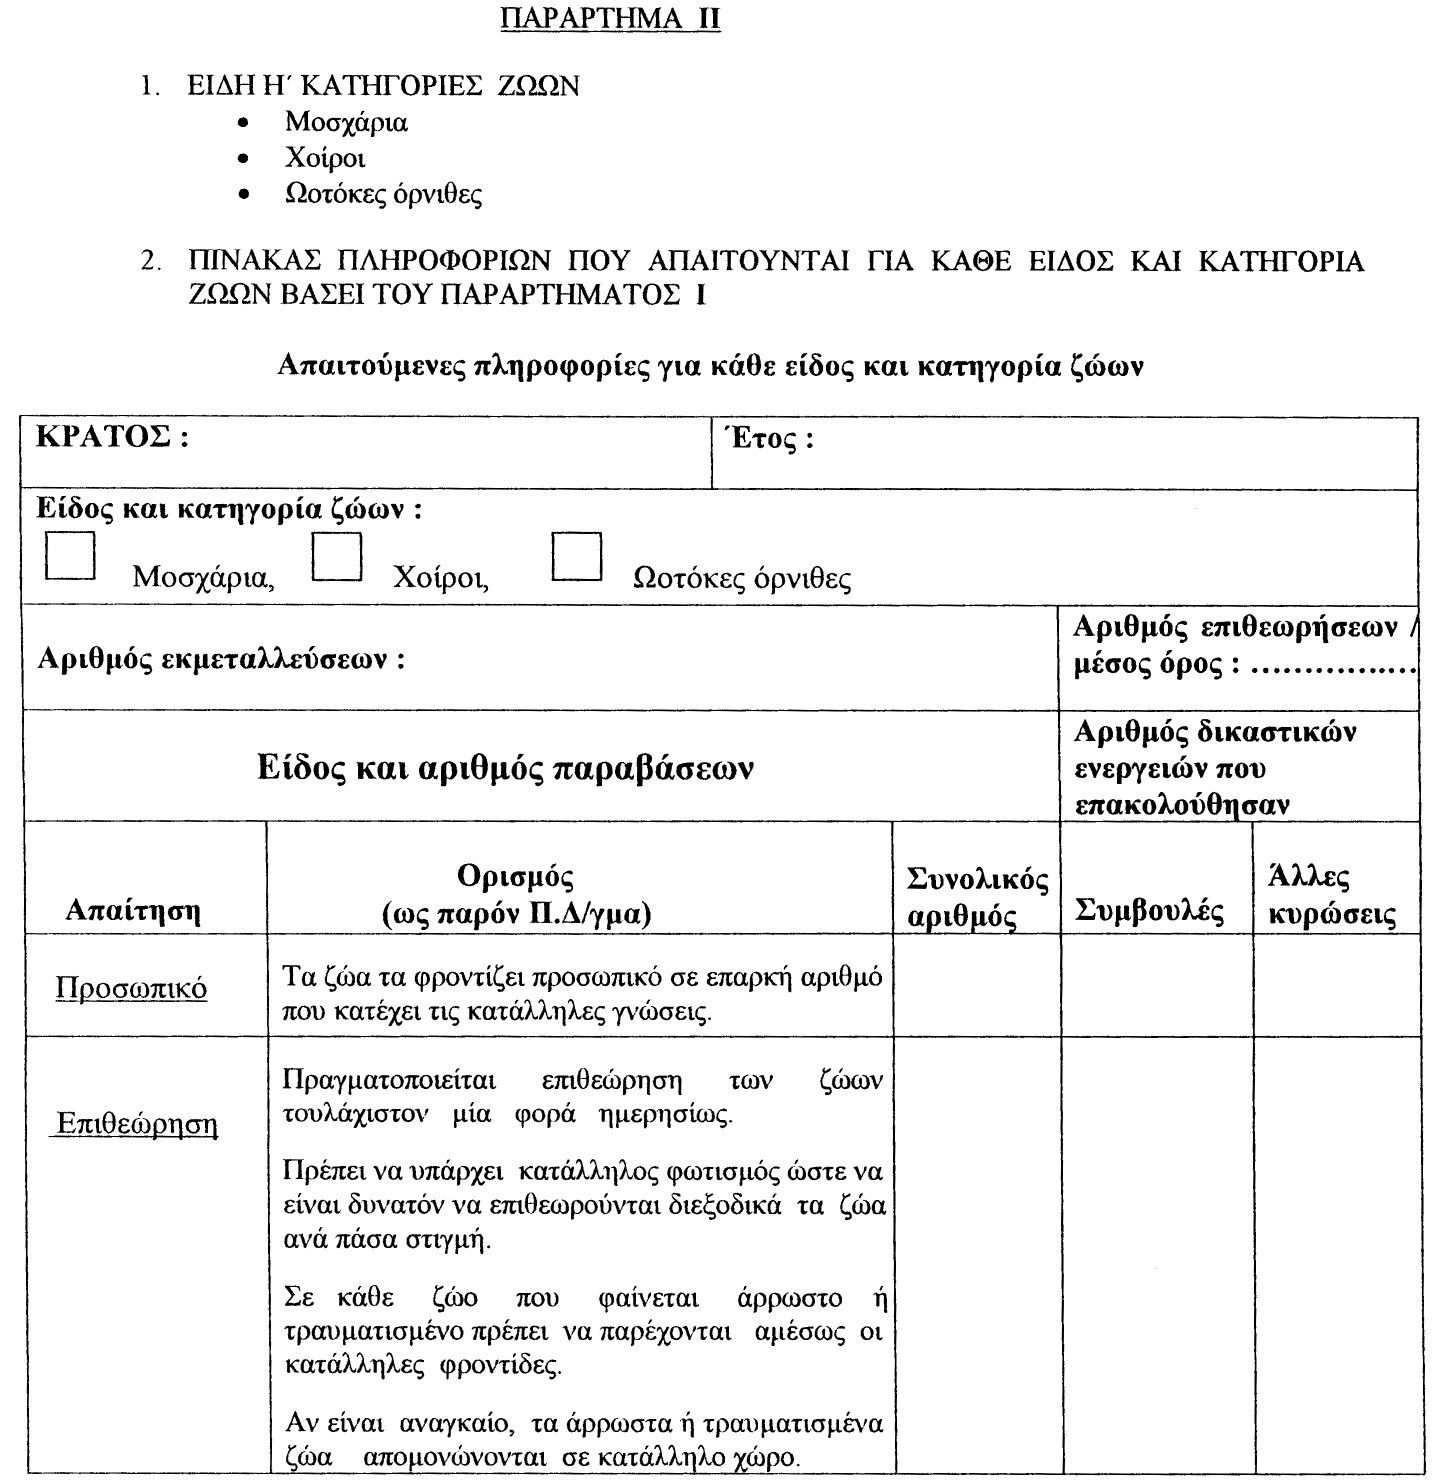 ΠΑΡΑΡΤΗΜΑ II
1. ΕΙΔΗ Η΄ ΚΑΤΗΓΟΡΙΕΣ ΖΩΩΝ
• Μοσχάρια
• Χοίροι
• Ωοτόκες όρνιθες
2. ΠΙΝΑΚΑΣ ΠΛΗΡΟΦΟΡΙΩΝ ΠΟΥ ΑΠΑΙΤΟΥΝΤΑΙ ΓΙΑ ΚΑΘΕ ΕΙΔΟΣ ΚΑΙ ΚΑΤΗΓΟΡΙΑ
ΖΩΩΝ ΒΑΣΕΙ ΤΟΥ ΠΑΡΑΡΤΗΜΑΤΟΣ I
Απαιτούμενες πληροφορίες για κάθε είδος και κατηγορία ζώων
ΚΡΑΤΟΣ :
Έτος :
Είδος και κατηγορία ζώων :
Μοσχάρια, Χοίροι, Ωοτόκες όρνιθες
Αριθμός εκμεταλλεύσεων :
Αριθμός επιθεωρήσεων /
μέσος όρος : ................
Είδος και αριθμός παραβάσεων
Αριθμός δικαστικών
ενεργειών που
επακολούθησαν
Απαίτηση
Ορισμός
(ως παρόν Π.Δ/γμα)
Συνολικός
αριθμός
Συμβουλές
Άλλες
κυρώσεις
Προσωπικό
Τα ζώα τα φροντίζει προσωπικό σε επαρκή αριθμό
που κατέχει τις κατάλληλες γνώσεις.
Επιθεώρηση
Πραγματοποιείται επιθεώρηση των ζώων
τουλάχιστον μία φορά ημερησίως.
Πρέπει να υπάρχει κατάλληλος φωτισμός ώστε να
είναι δυνατόν να επιθεωρούνται διεξοδικά τα ζώα
ανά πάσα στιγμή.
Σε κάθε ζώο που φαίνεται άρρωστο ή
τραυματισμένο πρέπει να παρέχονται αμέσως οι
κατάλληλες φροντίδες.
Αν είναι αναγκαίο, τα άρρωστα ή τραυματισμένα
ζώα απομονώνονται σε κατάλληλο χώρο.